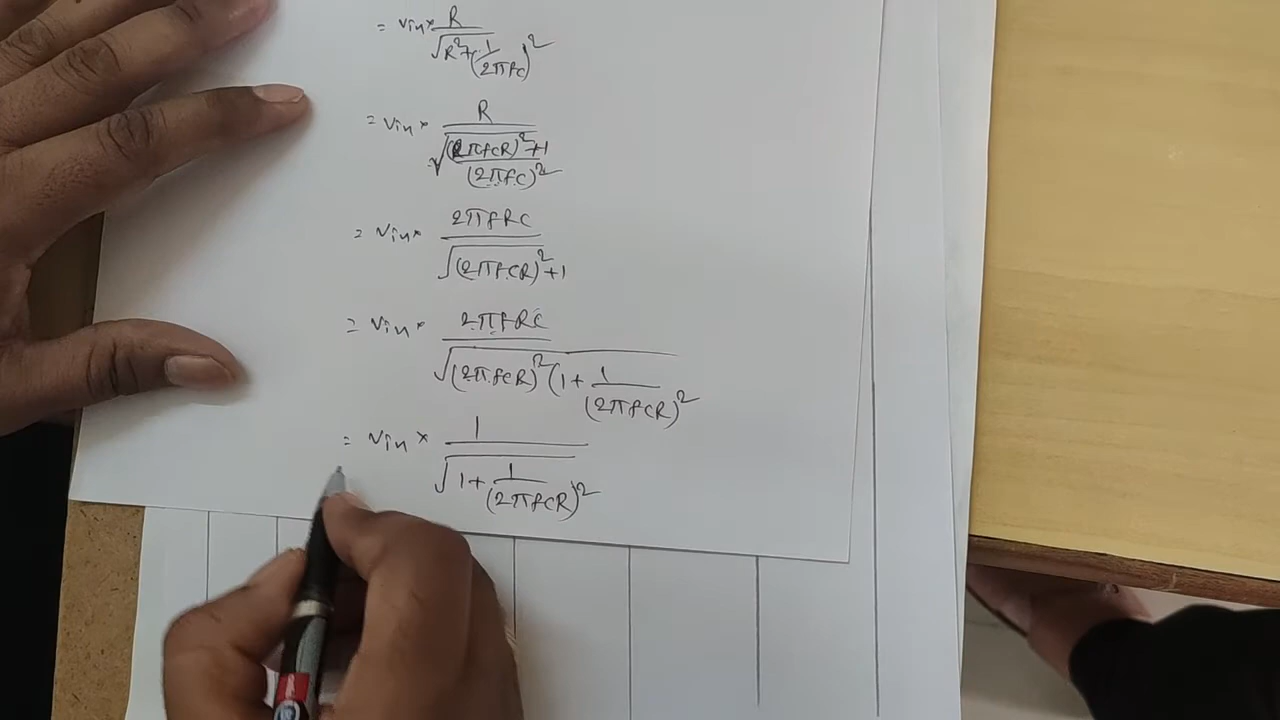 = Vin × R / √(R² + (1 / 2πfC)²)
= Vin × R / √(((2πfCR)² + 1) / (2πfC)²)
= Vin × 2πfRC / √((2πfCR)² + 1)
= Vin × 2πfRC / √((2πfCR)² (1 + 1 / (2πfCR)²
= Vin × 1 / √(1 + 1 / (2πfCR)²)